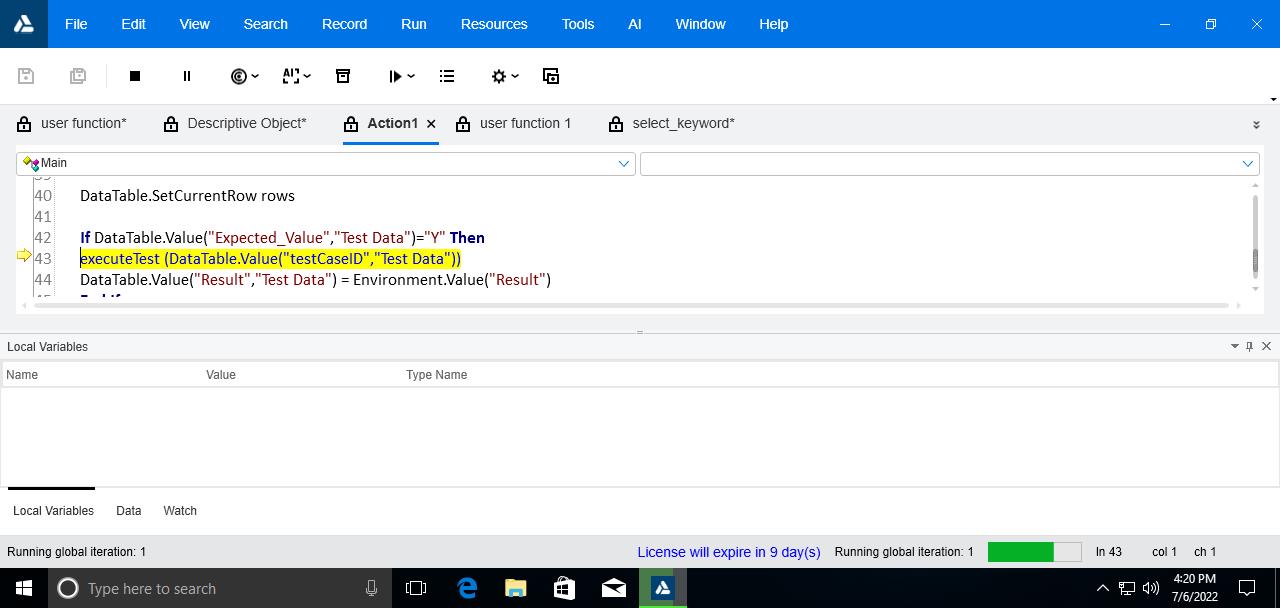 File Edit View Search Record Run Resources Tools AI Window Help
user function* Descriptive Object* Action1 user function 1 select_keyword*
Main
39
40 DataTable.SetCurrentRow rows
41
42 If DataTable.Value("Expected_Value","Test Data")="Y" Then
43 executeTest (DataTable.Value("testCaseID","Test Data"))
44 DataTable.Value("Result","Test Data") = Environment.Value("Result")
45 End If
Local Variables
Name Value Type Name
Local Variables Data Watch
Running global iteration: 1 License will expire in 9 day(s) Running global iteration: 1 ln 43 col 1 ch 1
Type here to search
4:20 PM
7/6/2022